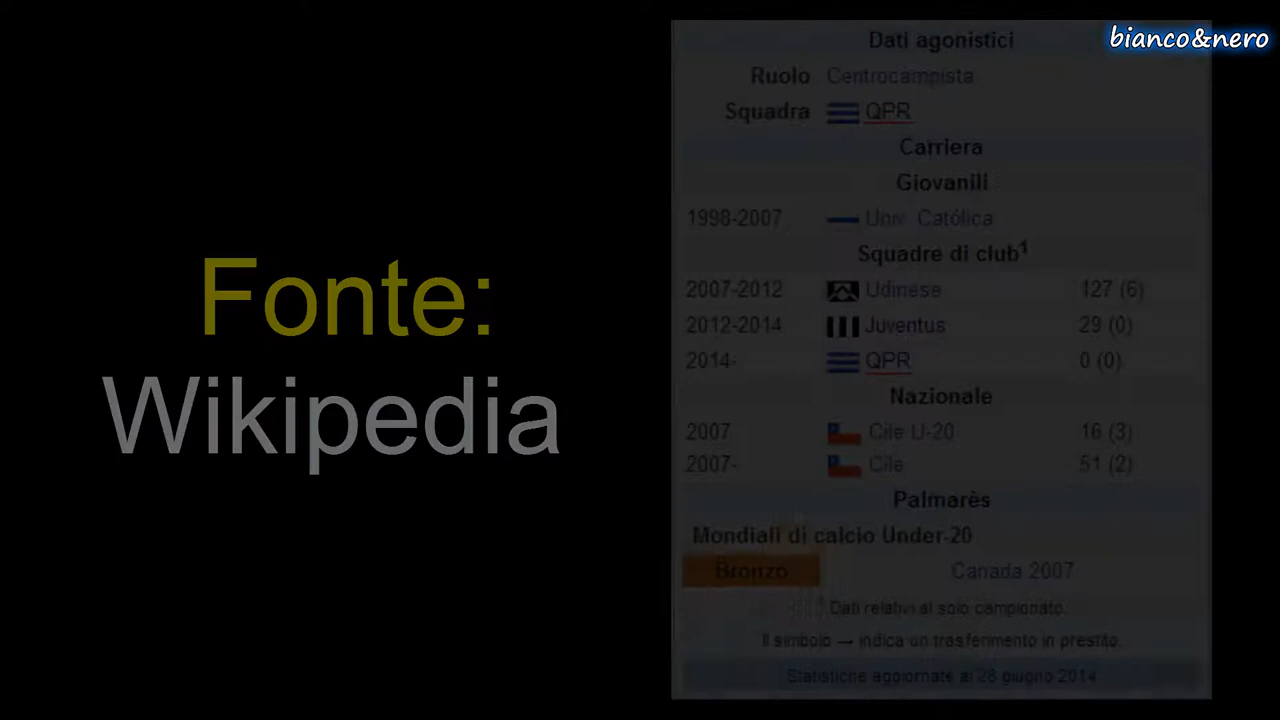 bianco&nero
Fonte:
Wikipedia
Dati agonistici
Ruolo Centrocampista
Squadra QPR
Carriera
Giovanili
1998-2007 Univ. Católica
Squadre di club¹
2007-2012 Udinese 127 (6)
2012-2014 Juventus 29 (0)
2014- QPR 0 (0)
Nazionale
2007 Cile U-20 16 (3)
2007- Cile 51 (2)
Palmarès
Mondiali di calcio Under-20
Bronzo Canada 2007
¹ Dati relativi al solo campionato.
Il simbolo → indica un trasferimento in prestito.
Statistiche aggiornate al 28 giugno 2014